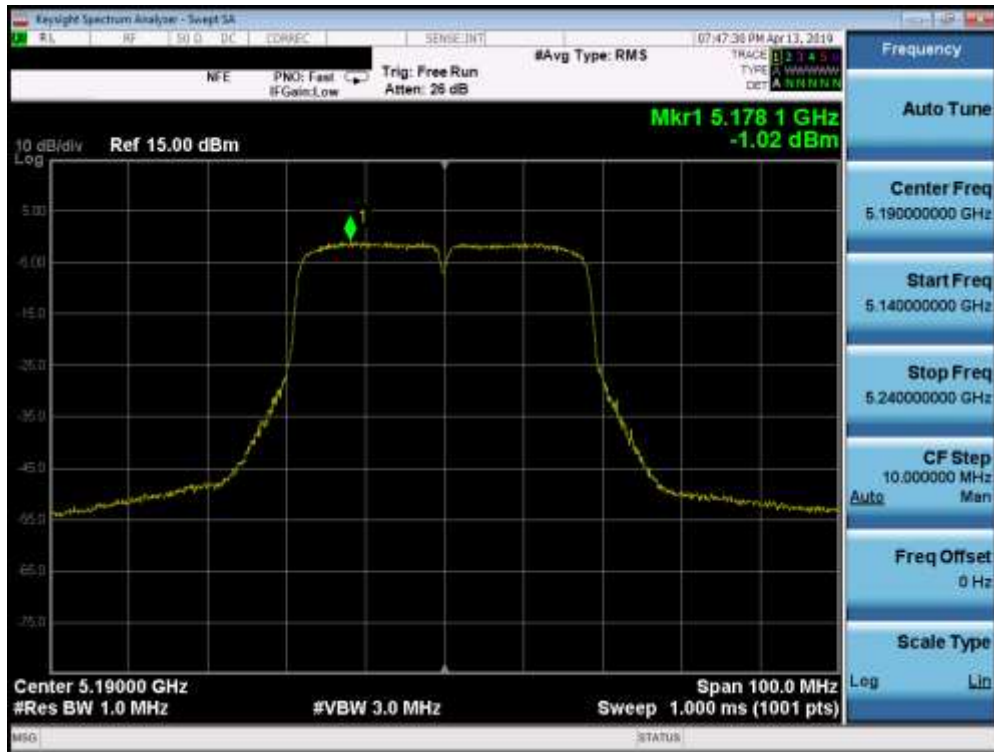 Keysight Spectrum Analyzer - Swept SA
RL RF 50 Ω DC CORREC SENSE:INT 07:47:30 PM Apr 13, 2019
NFE PNO: Fast Trig: Free Run #Avg Type: RMS TRACE 1 2 3 4 5 6
IFGain:Low Atten: 26 dB TYPE A WWWWW
DET A N N N N N
Mkr1 5.178 1 GHz
-1.02 dBm
10 dB/div Ref 15.00 dBm
Log
1
5.00
-5.00
-15.0
-25.0
-35.0
-45.0
-55.0
-65.0
-75.0
Center 5.19000 GHz Span 100.0 MHz
#Res BW 1.0 MHz #VBW 3.0 MHz Sweep 1.000 ms (1001 pts)
MSG STATUS
Frequency
Auto Tune
Center Freq
5.190000000 GHz
Start Freq
5.140000000 GHz
Stop Freq
5.240000000 GHz
CF Step
10.000000 MHz
Auto Man
Freq Offset
0 Hz
Scale Type
Log Lin